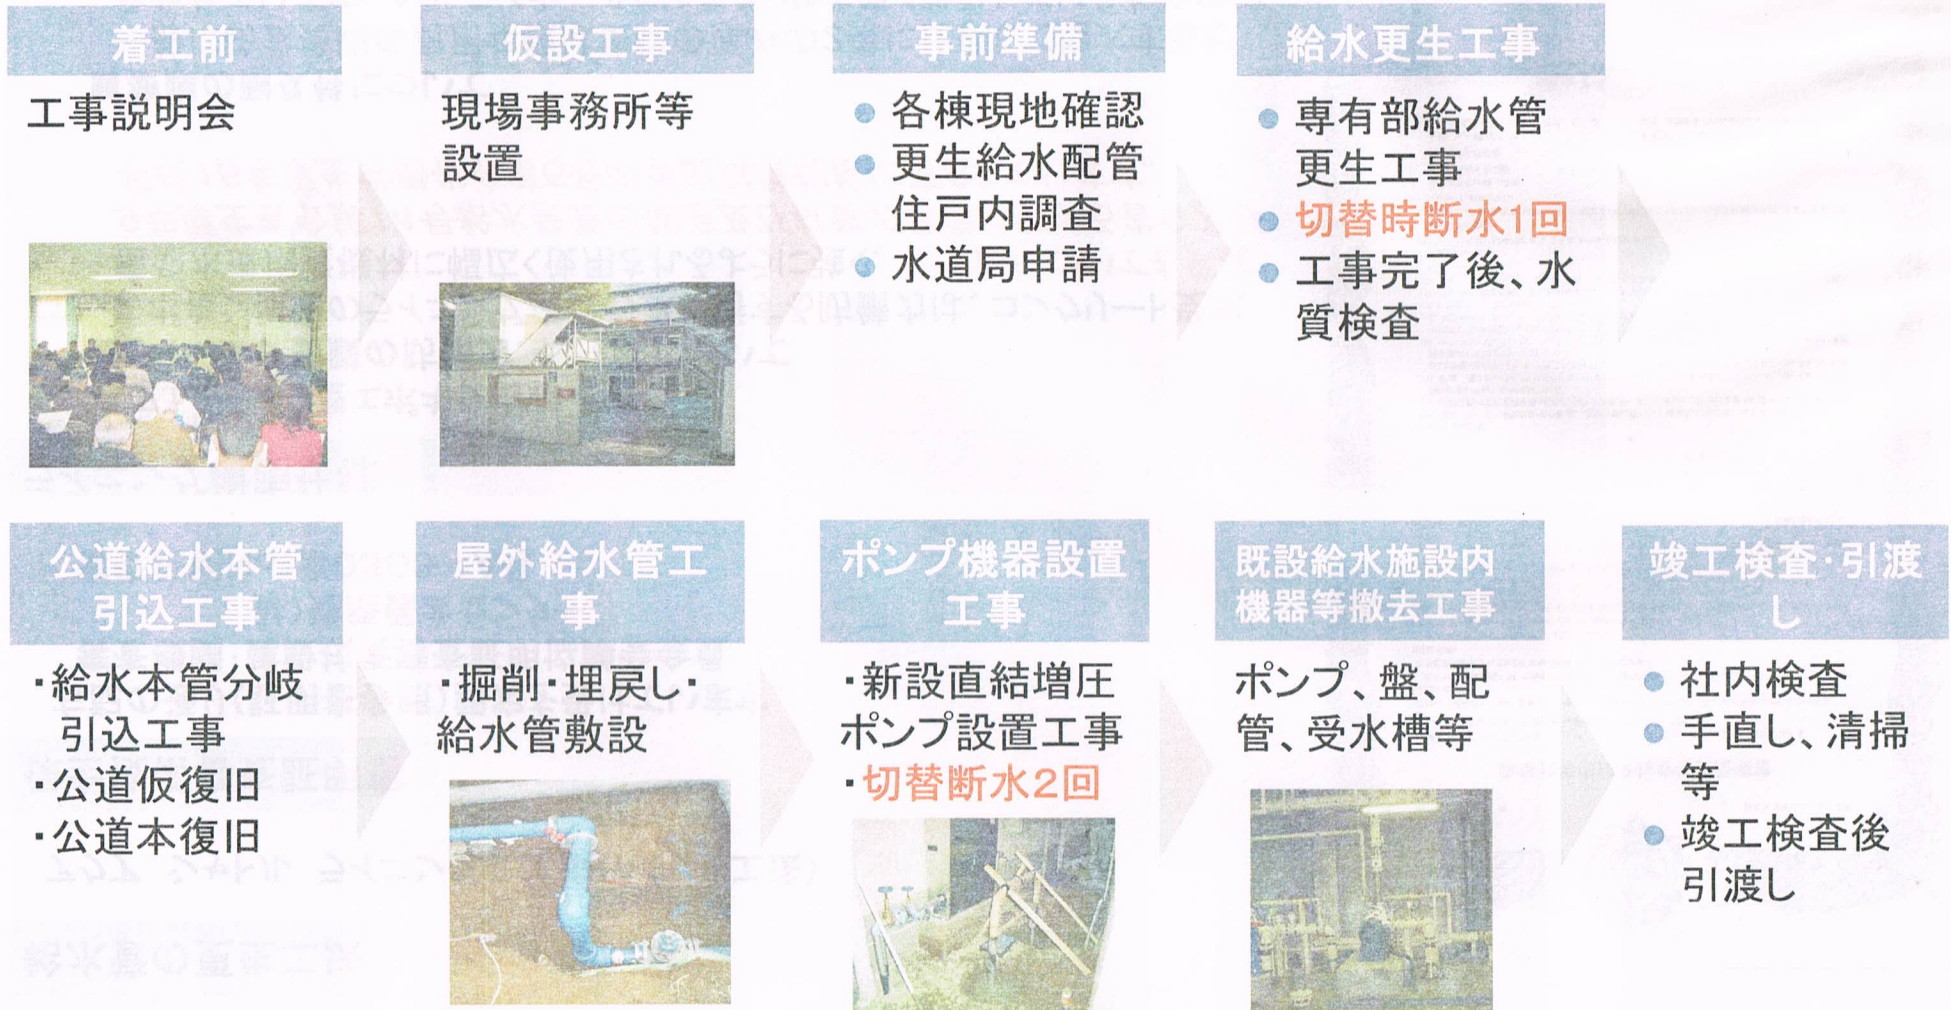 着工前
工事説明会
仮設工事
現場事務所等
設置
事前準備
● 各棟現地確認
● 更生給水配管
住戸内調査
● 水道局申請
給水更生工事
● 専有部給水管
更生工事
● 切替時断水1回
● 工事完了後、水
質検査
公道給水本管
引込工事
・給水本管分岐
引込工事
・公道仮復旧
・公道本復旧
屋外給水管工
事
・掘削・埋戻し・
給水管敷設
ポンプ機器設置
工事
・新設直結増圧
ポンプ設置工事
・切替断水2回
既設給水施設内
機器等撤去工事
ポンプ、盤、配
管、受水槽等
竣工検査・引渡
し
● 社内検査
● 手直し、清掃
等
● 竣工検査後
引渡し